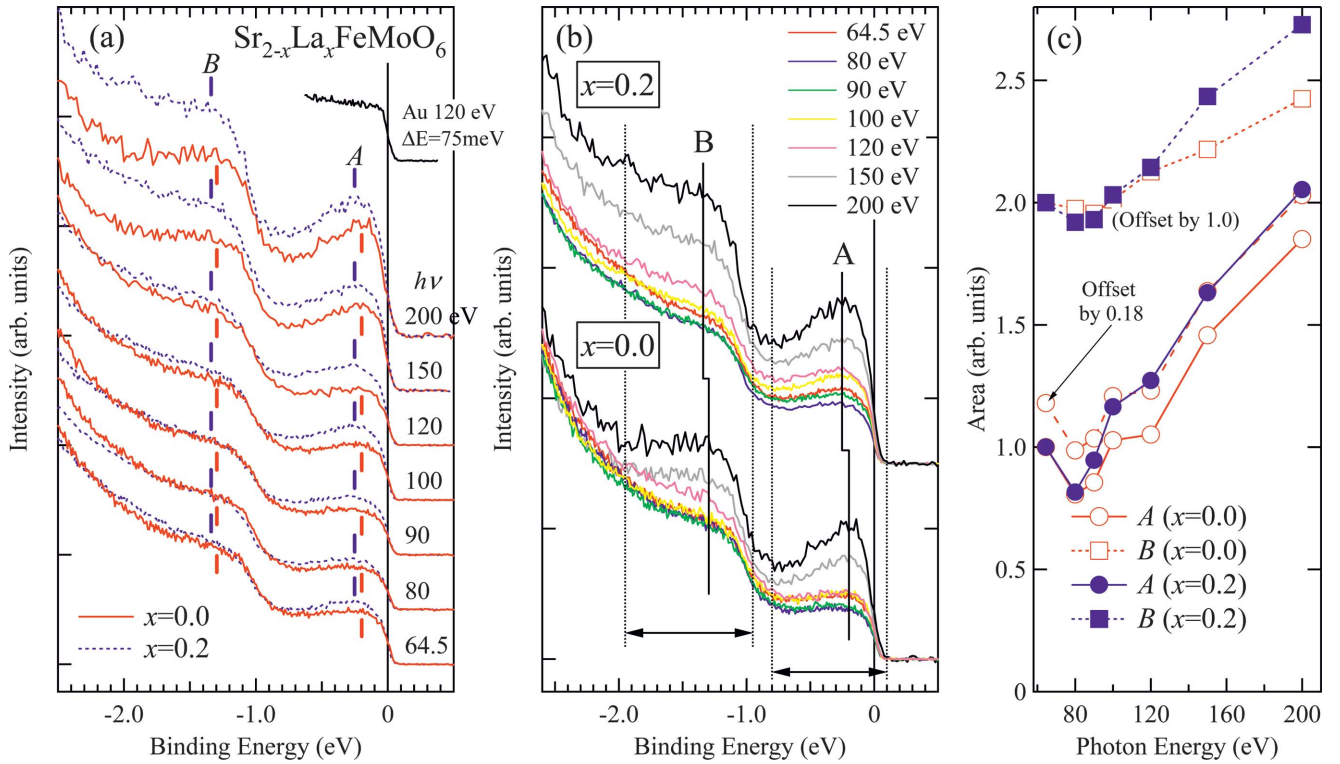 (a)
Sr2-xLaxFeMoO6
B
A
Au 120 eV
ΔE=75meV
hν
200 eV
150
120
100
90
80
64.5
x=0.0
x=0.2
Intensity (arb. units)
-2.0
-1.0
0
Binding Energy (eV)
(b)
x=0.2
B
A
x=0.0
64.5 eV
80 eV
90 eV
100 eV
120 eV
150 eV
200 eV
Intensity (arb. units)
-2.0
-1.0
0
Binding Energy (eV)
(c)
2.5
2.0
1.5
1.0
0.5
0
Area (arb. units)
(Offset by 1.0)
Offset
by 0.18
A (x=0.0)
B (x=0.0)
A (x=0.2)
B (x=0.2)
80
120
160
200
Photon Energy (eV)